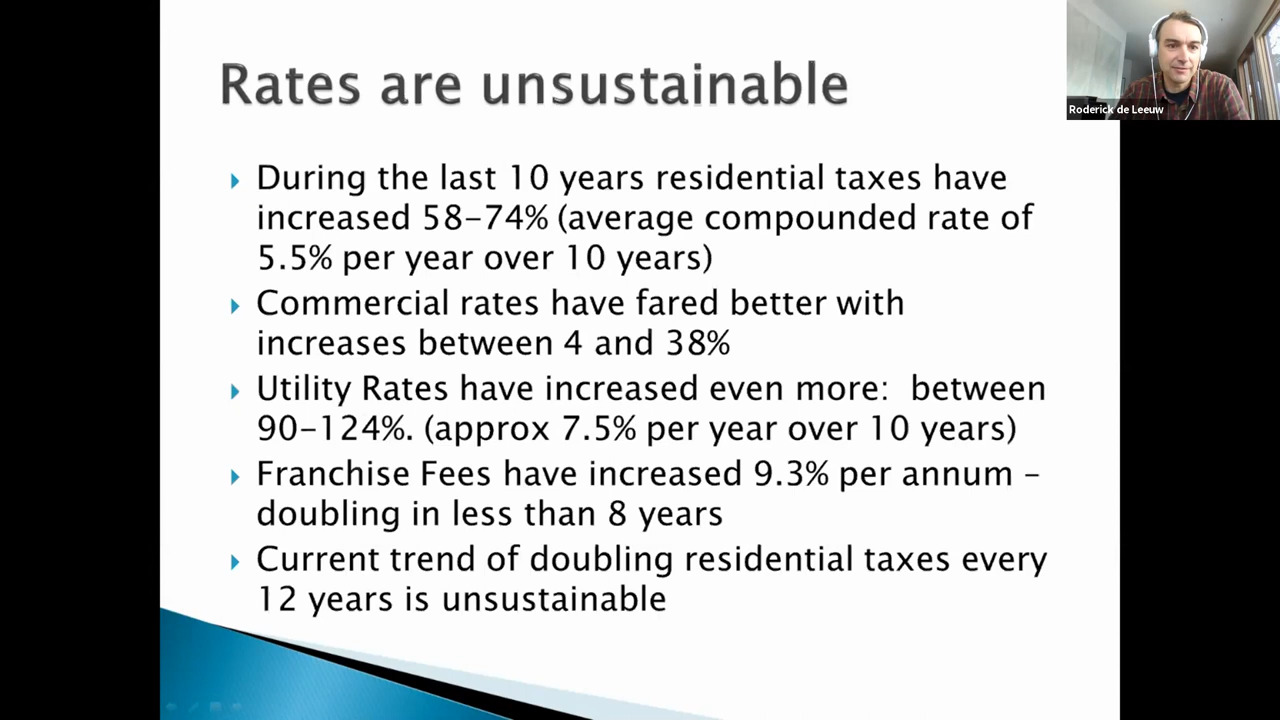 Rates are unsustainable
Roderick de Leeuw
During the last 10 years residential taxes have
increased 58-74% (average compounded rate of
5.5% per year over 10 years)
Commercial rates have fared better with
increases between 4 and 38%
Utility Rates have increased even more:  between
90-124%. (approx 7.5% per year over 10 years)
Franchise Fees have increased 9.3% per annum –
doubling in less than 8 years
Current trend of doubling residential taxes every
12 years is unsustainable